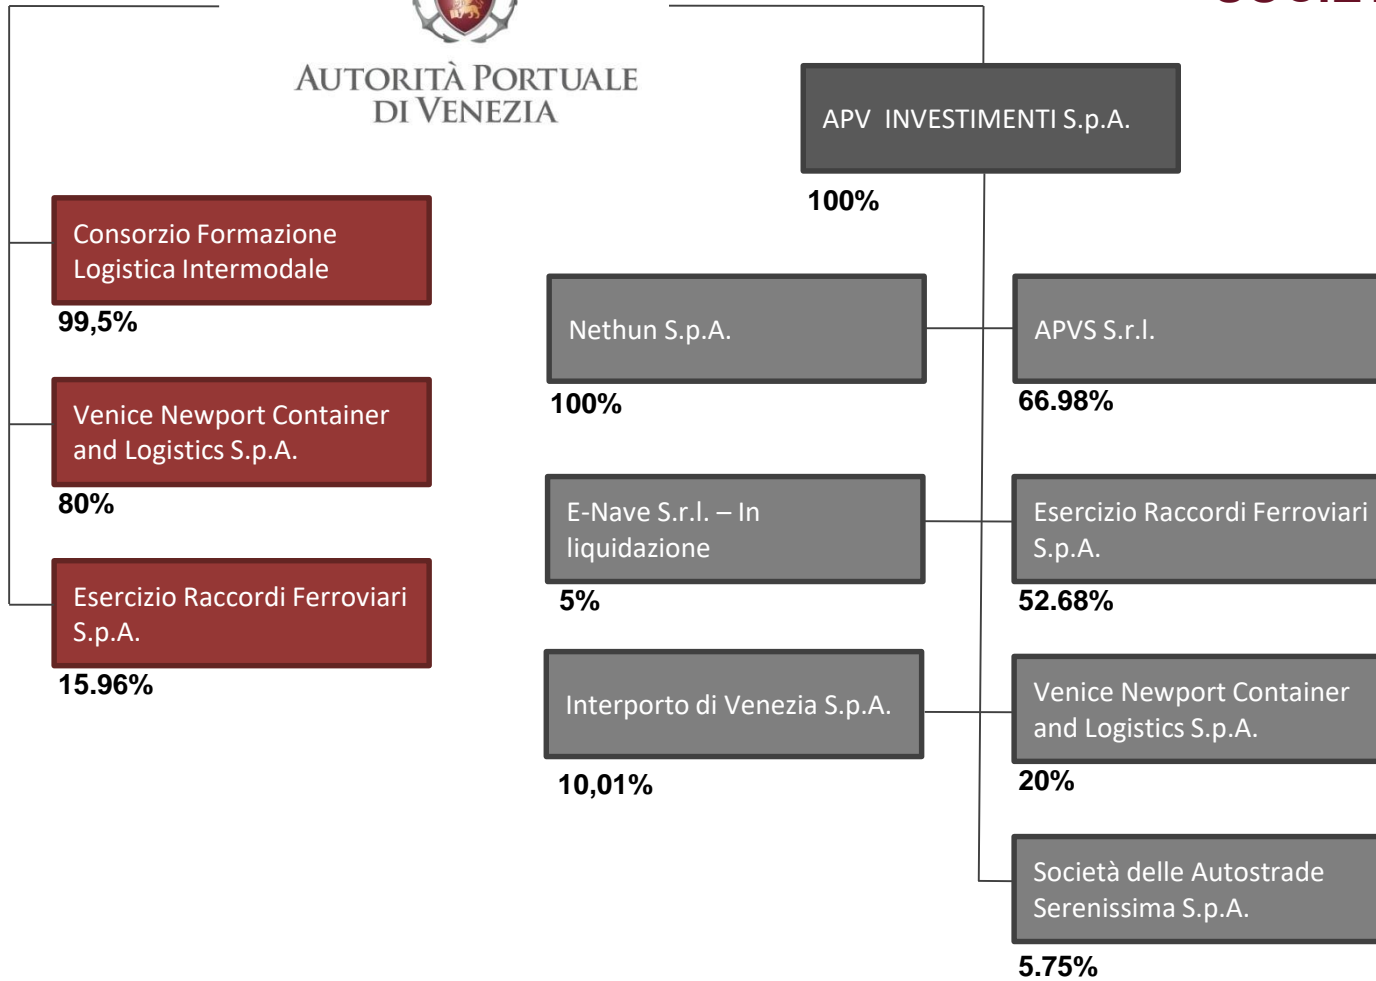 AUTORITÀ PORTUALE
DI VENEZIA
APV  INVESTIMENTI S.p.A.
100%
Consorzio Formazione
Logistica Intermodale
99,5%
Venice Newport Container
and Logistics S.p.A.
80%
Esercizio Raccordi Ferroviari
S.p.A.
15.96%
Nethun S.p.A.
100%
APVS S.r.l.
66.98%
E-Nave S.r.l. – In
liquidazione
5%
Esercizio Raccordi Ferroviari
S.p.A.
52.68%
Interporto di Venezia S.p.A.
10,01%
Venice Newport Container
and Logistics S.p.A.
20%
Società delle Autostrade
Serenissima S.p.A.
5.75%